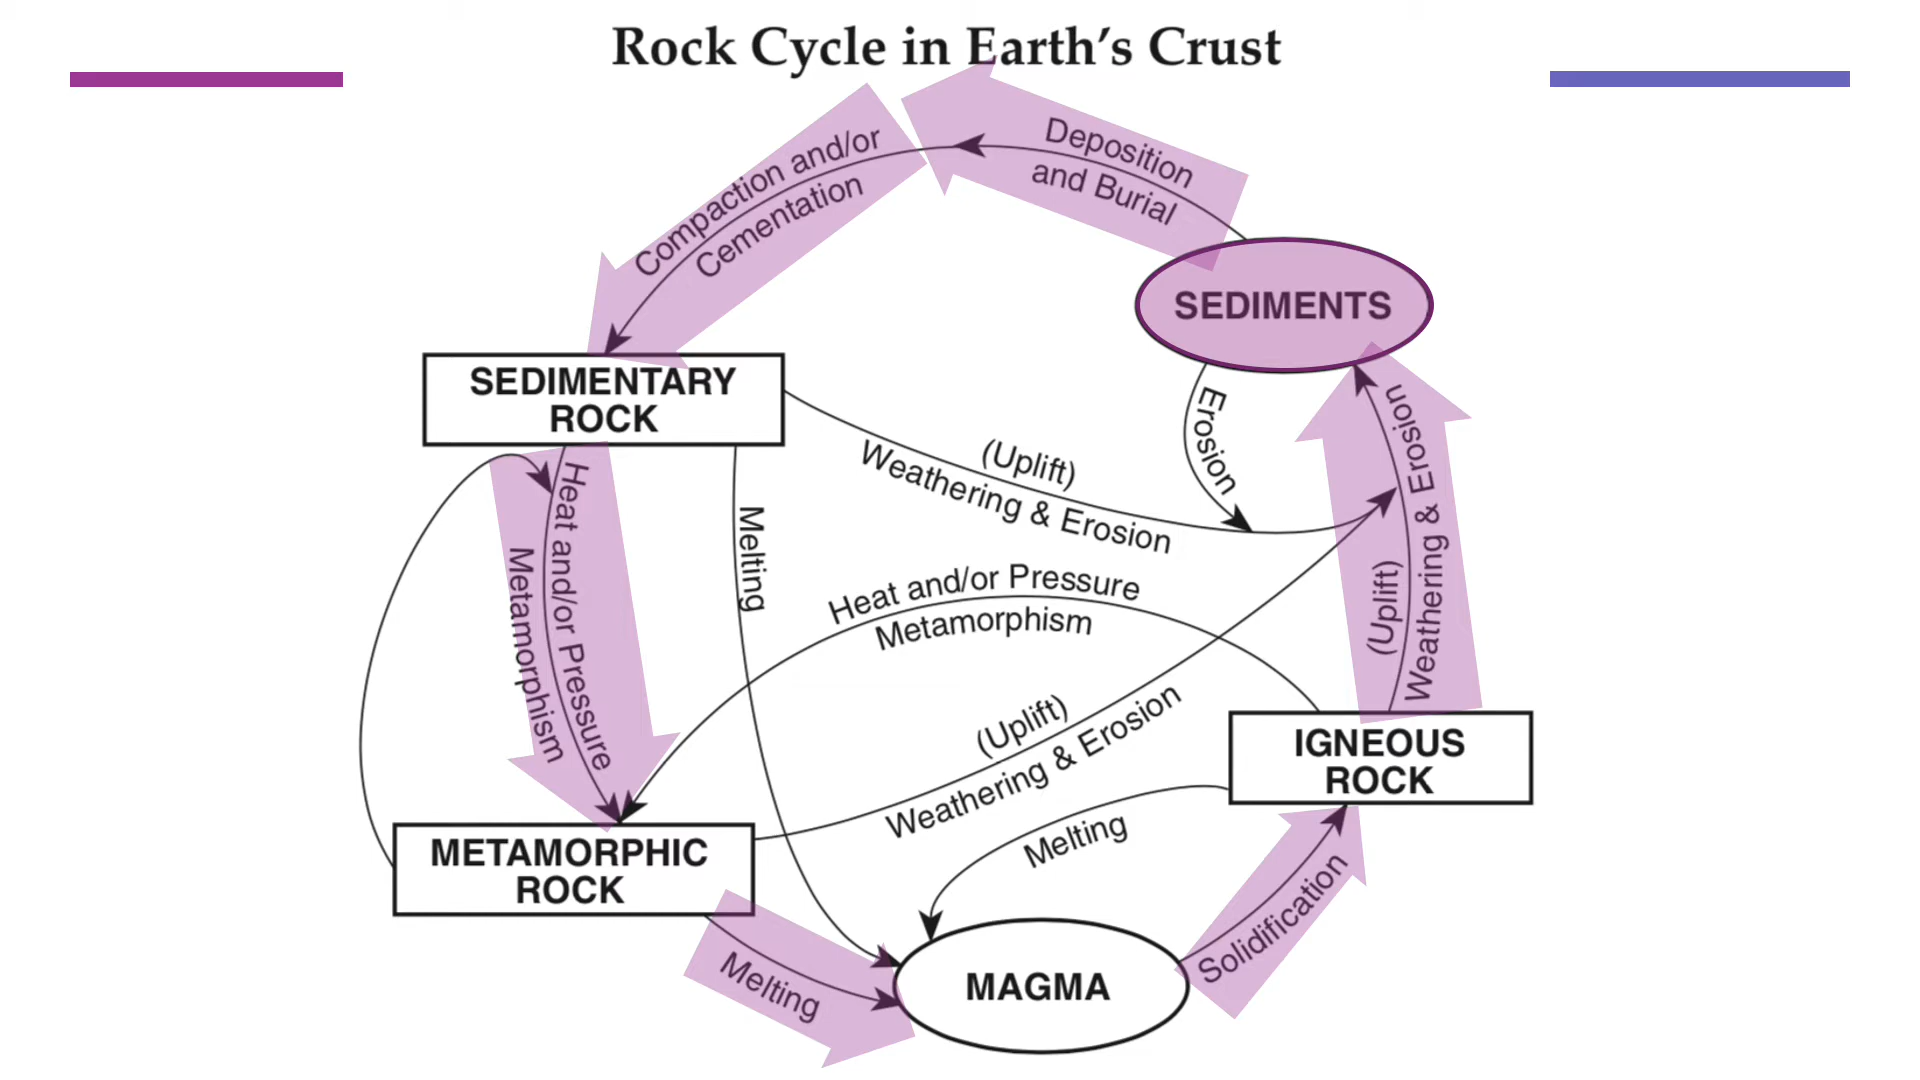 Rock Cycle in Earth's Crust
Deposition
and Burial
Compaction and/or
Cementation
SEDIMENTS
SEDIMENTARY
ROCK
Erosion
(Uplift)
Weathering & Erosion
(Uplift)
Weathering & Erosion
Heat and/or Pressure
Metamorphism
Melting
Heat and/or Pressure
Metamorphism
(Uplift)
Weathering & Erosion
IGNEOUS
ROCK
Melting
METAMORPHIC
ROCK
Melting
MAGMA
Solidification